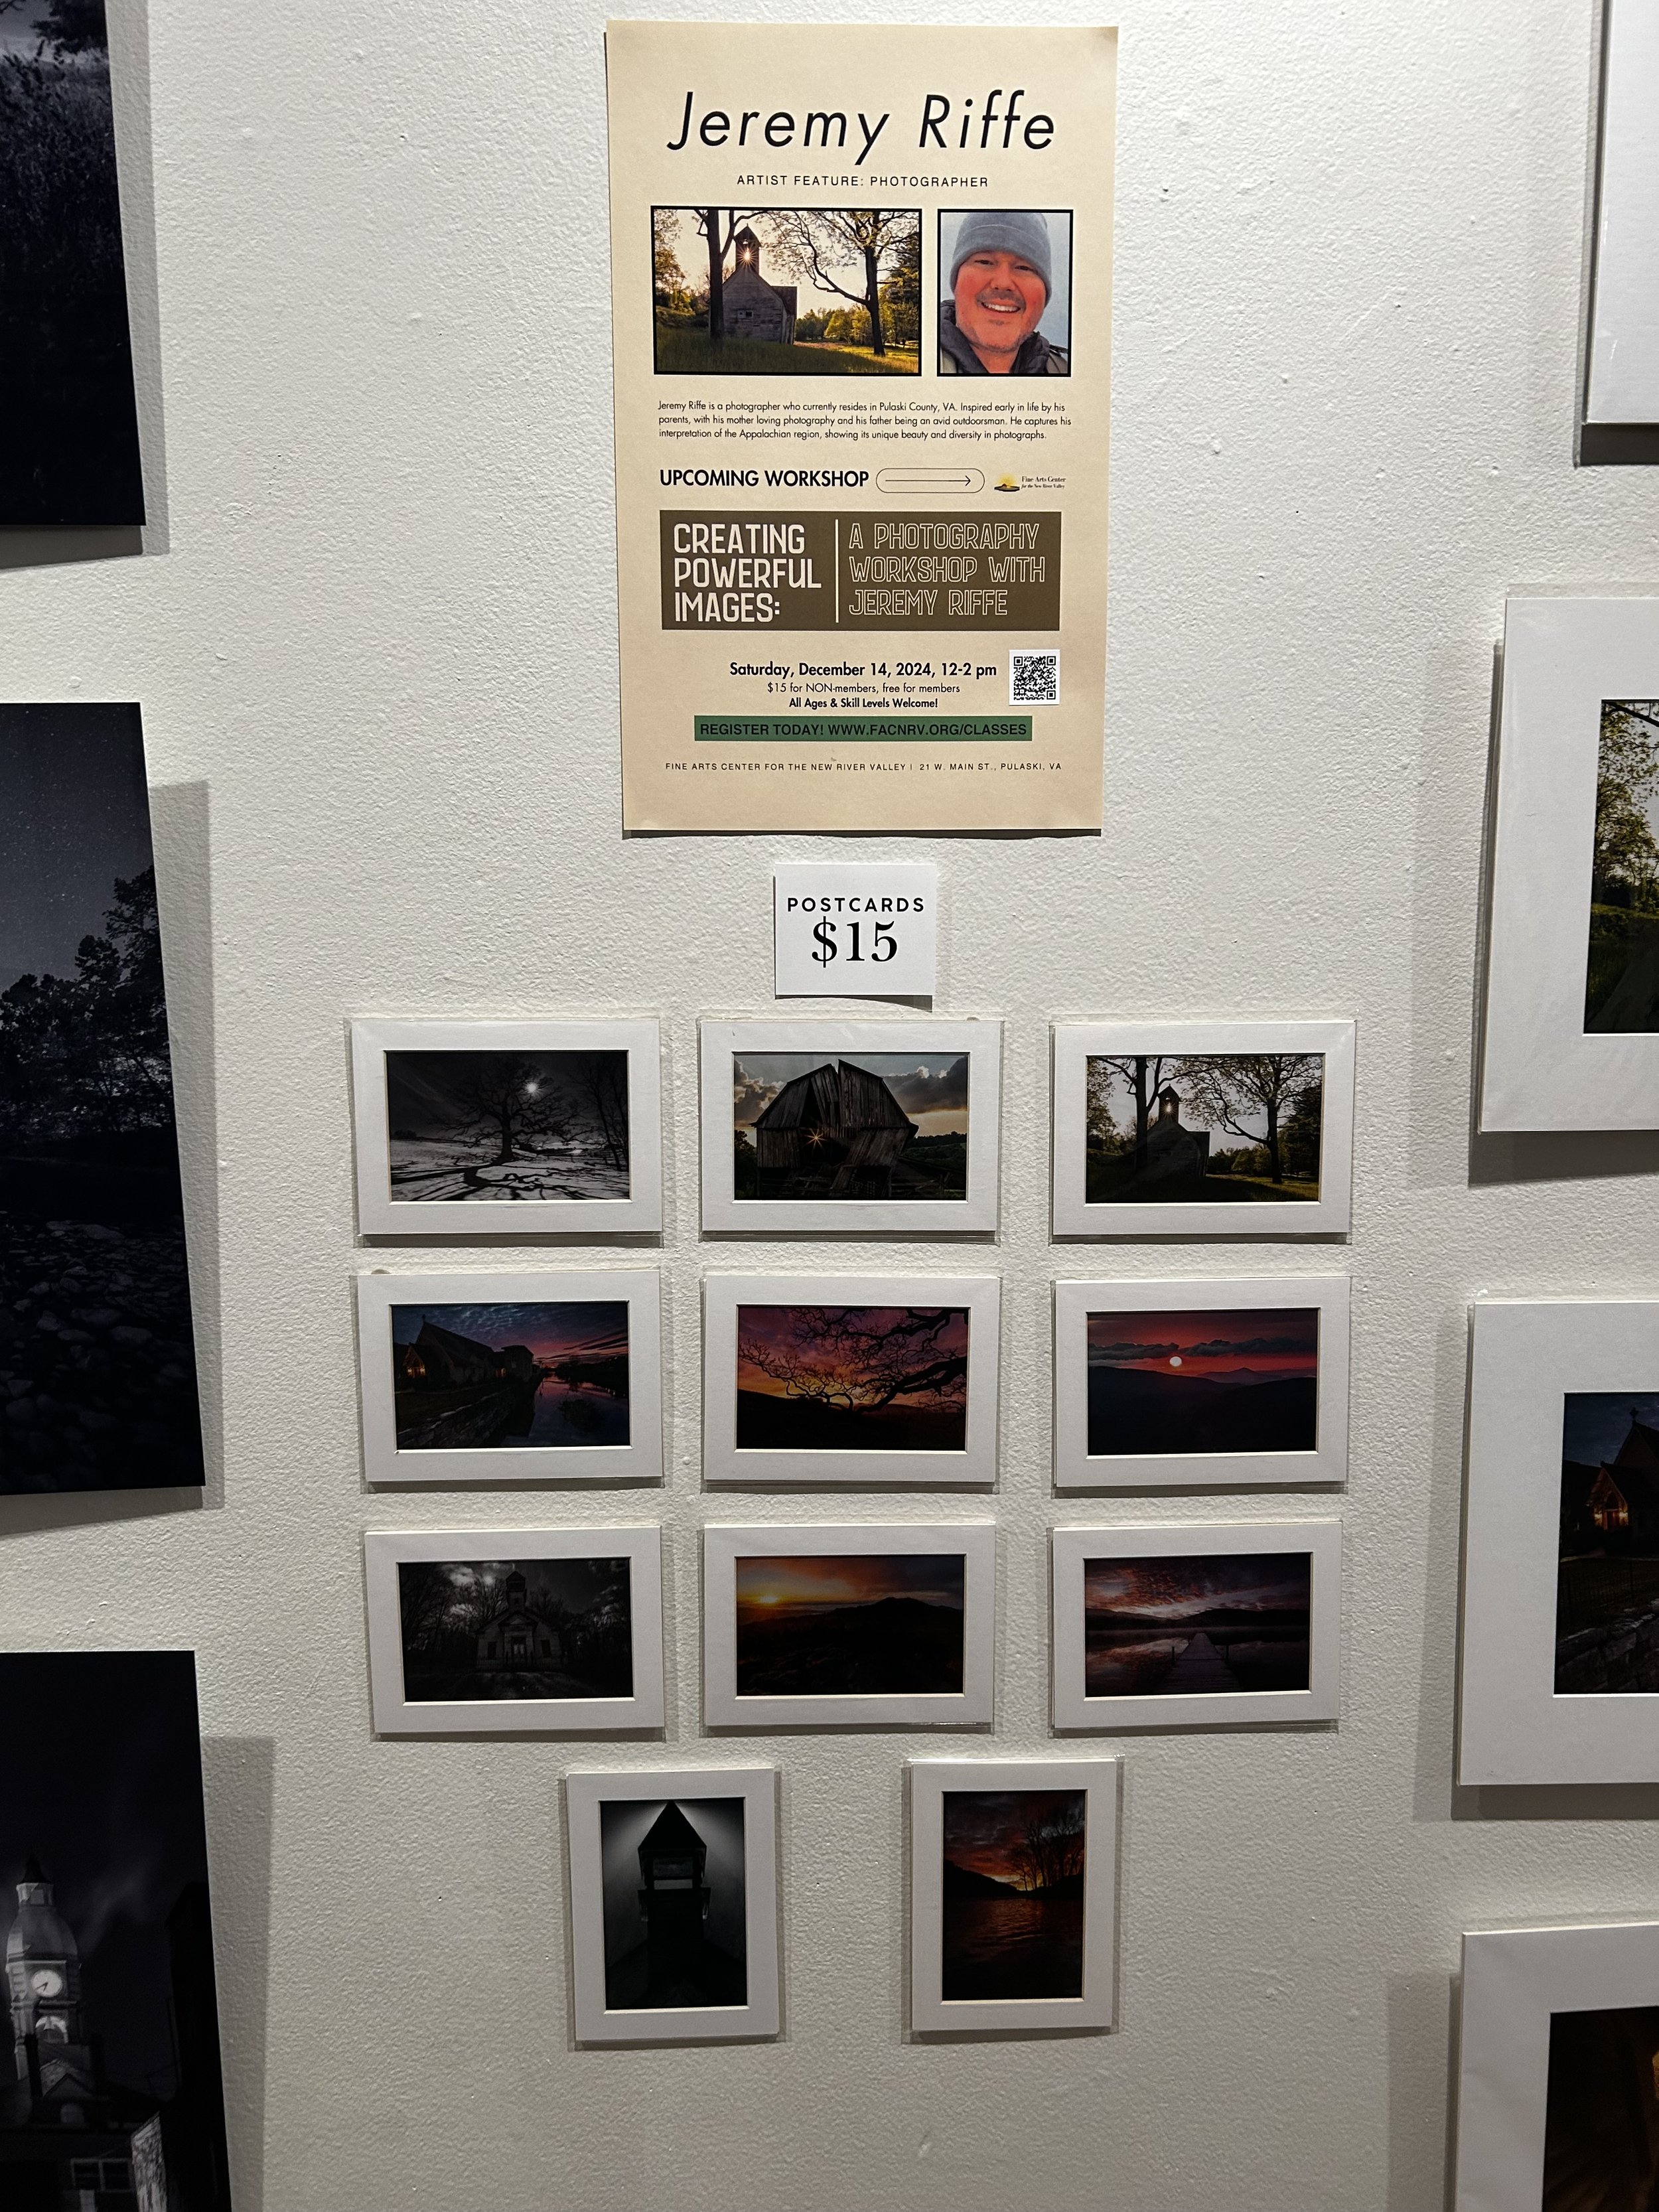 Jeremy Riffe
ARTIST FEATURE: PHOTOGRAPHER
Jeremy Riffe is a photographer who currently resides in Pulaski County, VA. Inspired early in life by his
parents, with his mother loving photography and his father being an avid outdoorsman. He captures his
interpretation of the Appalachian region, showing its unique beauty and diversity in photographs.
UPCOMING WORKSHOP
Fine Arts Center
for the New River Valley
CREATING
POWERFUL
IMAGES:
A PHOTOGRAPHY
WORKSHOP WITH
JEREMY RIFFE
Saturday, December 14, 2024, 12-2 pm
$15 for NON-members, free for members
All Ages & Skill Levels Welcome!
REGISTER TODAY! WWW.FACNRV.ORG/CLASSES
FINE ARTS CENTER FOR THE NEW RIVER VALLEY | 21 W. MAIN ST., PULASKI, VA
POSTCARDS
$15